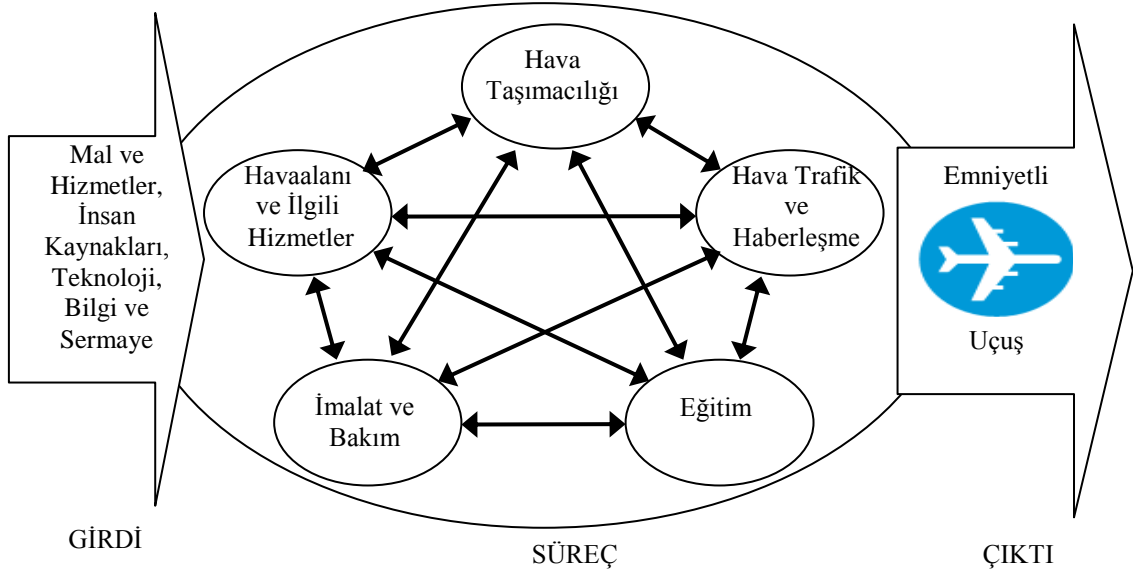 Mal ve
Hizmetler,
İnsan
Kaynakları,
Teknoloji,
Bilgi ve
Sermaye
GİRDİ
Hava
Taşımacılığı
Havaalanı
ve İlgili
Hizmetler
Hava Trafik
ve
Haberleşme
İmalat ve
Bakım
Eğitim
SÜREÇ
Emniyetli
Uçuş
ÇIKTI